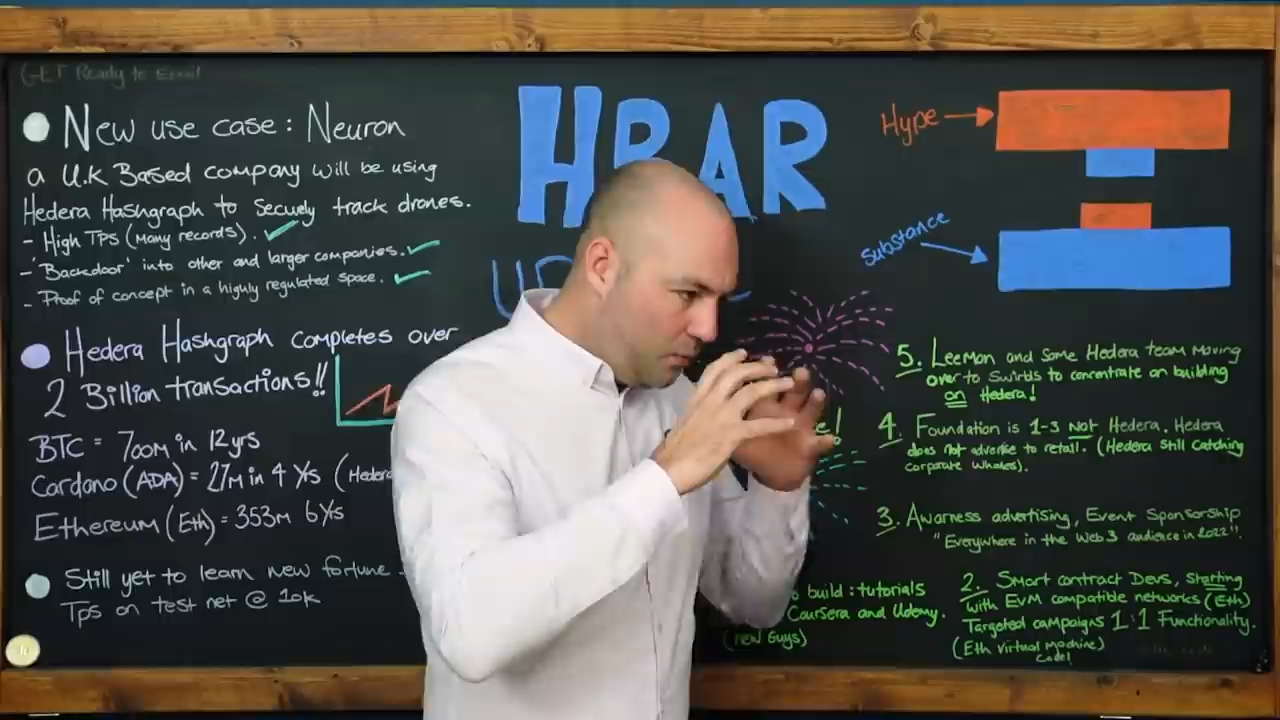 GET Ready to Email
New use case: Neuron
a U.K Based company will be using
Hedera Hashgraph to Securely track drones.
- High TPS (Many records).
- 'Backdoor' into other and larger companies.
- Proof of concept in a highly regulated space.
Hedera Hashgraph completes over
2 Billion transactions!!
BTC = 700M in 12yrs
Cardano (ADA) = 27M in 4 Yrs (Hedera
Ethereum (Eth) = 353M 6Yrs
Still yet to learn new fortune
Tps on test net @ 10k
HBAR
Hype
Substance
5. Leemon and some Hedera team moving
over to Swirlds to concentrate on building
on Hedera!
4. Foundation is 1-3 Not Hedera. Hedera
does not advertise to retail. (Hedera still catching
corporate whales).
3. Awarness advertising, Event Sponsorship
"Everywhere in the Web3 audience in 2022".
2. Smart contract Devs, starting
with EVM compatible networks (Eth)
Targeted campaigns 1:1 Functionality.
(Eth virtual machine)
code!
build: tutorials
Coursera and Udemy.
(new Guys)